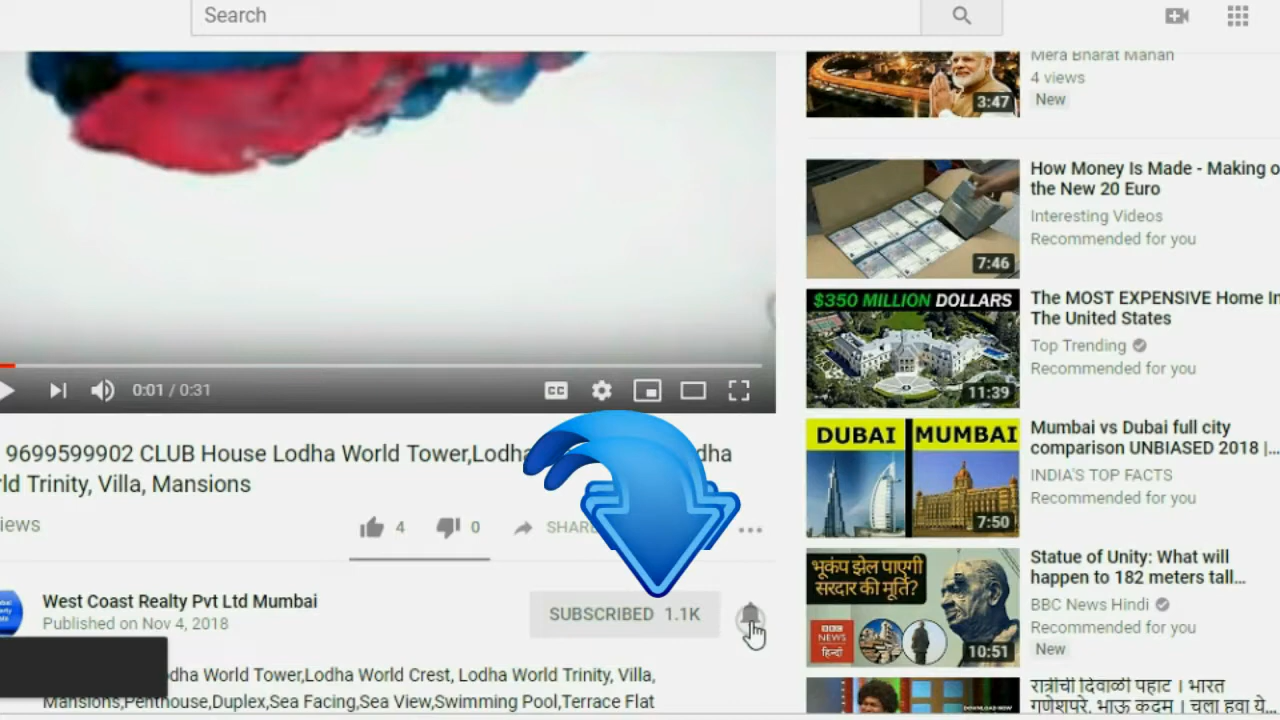 Search
Mera Bharat Mahan
4 views
New
3:47
How Money Is Made - Making o
the New 20 Euro
Interesting Videos
Recommended for you
7:46
$350 MILLION DOLLARS
The MOST EXPENSIVE Home In
The United States
Top Trending
Recommended for you
11:39
0:01 / 0:31
CC
DUBAI MUMBAI
Mumbai vs Dubai full city
comparison UNBIASED 2018 |...
INDIA'S TOP FACTS
Recommended for you
7:50
9699599902 CLUB House Lodha World Tower,Lodha dha
ld Trinity, Villa, Mansions
iews
4
0
SHARE
भूकंप झेल पाएगी
सरदार की मूर्ति?
BBC
NEWS
हिन्दी
10:51
Statue of Unity: What will
happen to 182 meters tall...
BBC News Hindi
Recommended for you
New
West Coast Realty Pvt Ltd Mumbai
Published on Nov 4, 2018
SUBSCRIBED 1.1K
dha World Tower,Lodha World Crest, Lodha World Trinity, Villa,
Mansions,Penthouse,Duplex,Sea Facing,Sea View,Swimming Pool,Terrace Flat
DOWNLOAD NOW
रात्रीची दिवाळी पहाट । भारत
गणेशपुरे, भाऊ कदम । चला हवा ये...